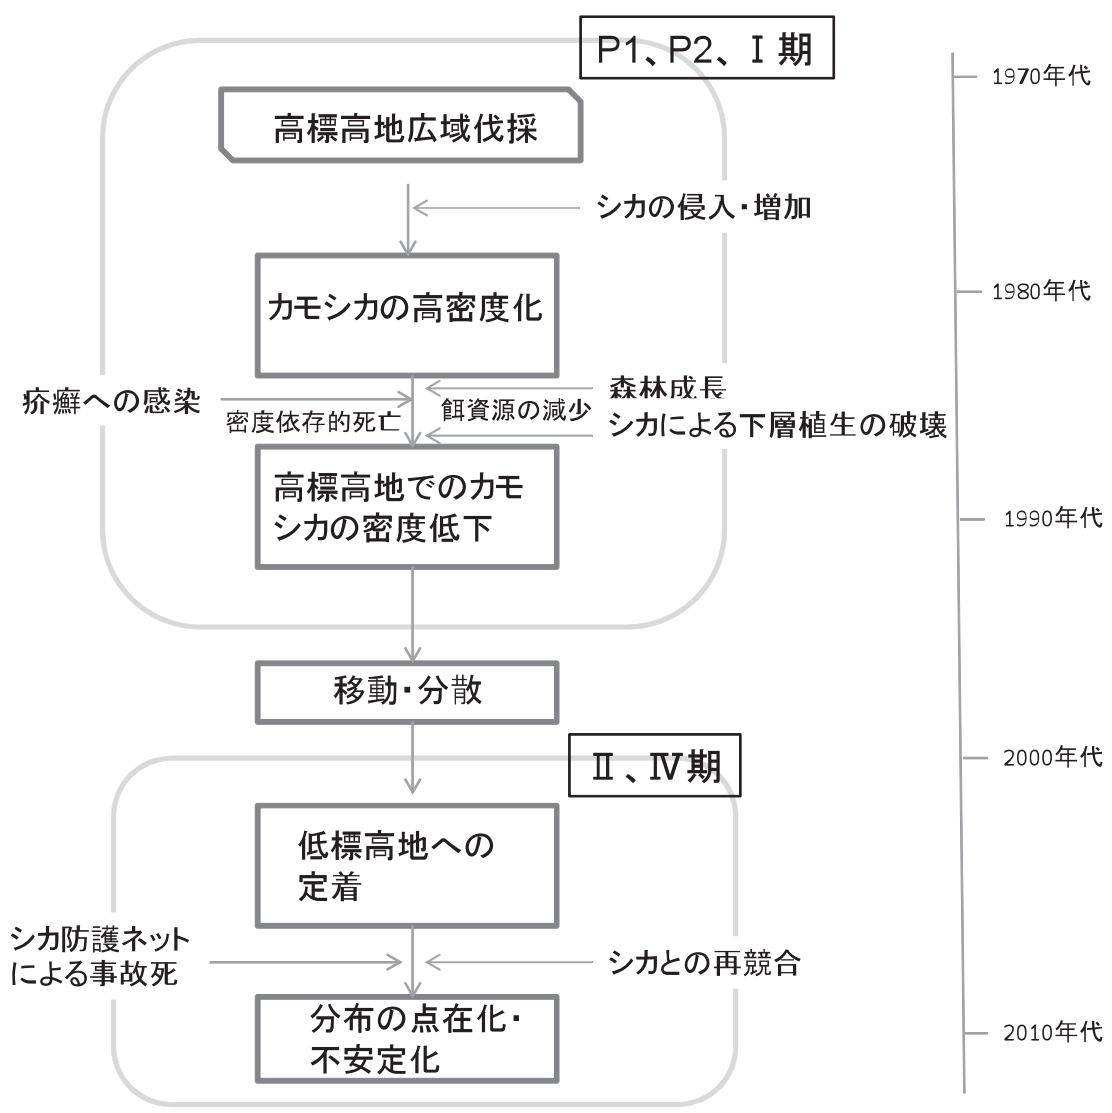 P1、P2、Ⅰ期
1970年代
高標高地広域伐採
シカの侵入・増加
カモシカの高密度化
1980年代
疥癬への感染
密度依存的死亡
森林成長
餌資源の減少
シカによる下層植生の破壊
高標高地でのカモ
シカの密度低下
1990年代
移動・分散
Ⅱ、Ⅳ期
2000年代
低標高地への
定着
シカ防護ネット
による事故死
シカとの再競合
分布の点在化・
不安定化
2010年代